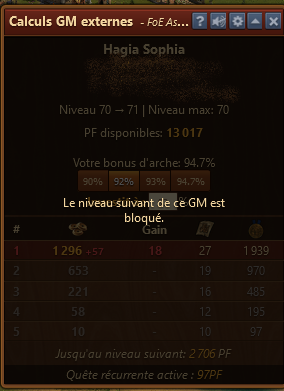 Calculs GM externes - FoE As...
Hagia Sophia
Niveau 70 → 71 | Niveau max: 70
PF disponibles: 13 017
Votre bonus d'arche: 94.7%
90% 92% 93% 94.7%
Le niveau suivant de ce GM est
bloqué.
# Gain
1 1 296 +57 18 27 1 939
2 653 - 19 970
3 221 - 16 485
4 58 - 12 195
5 10 - 10 97
Jusqu'au niveau suivant: 2 706 PF
Quête récurrente active : 97PF